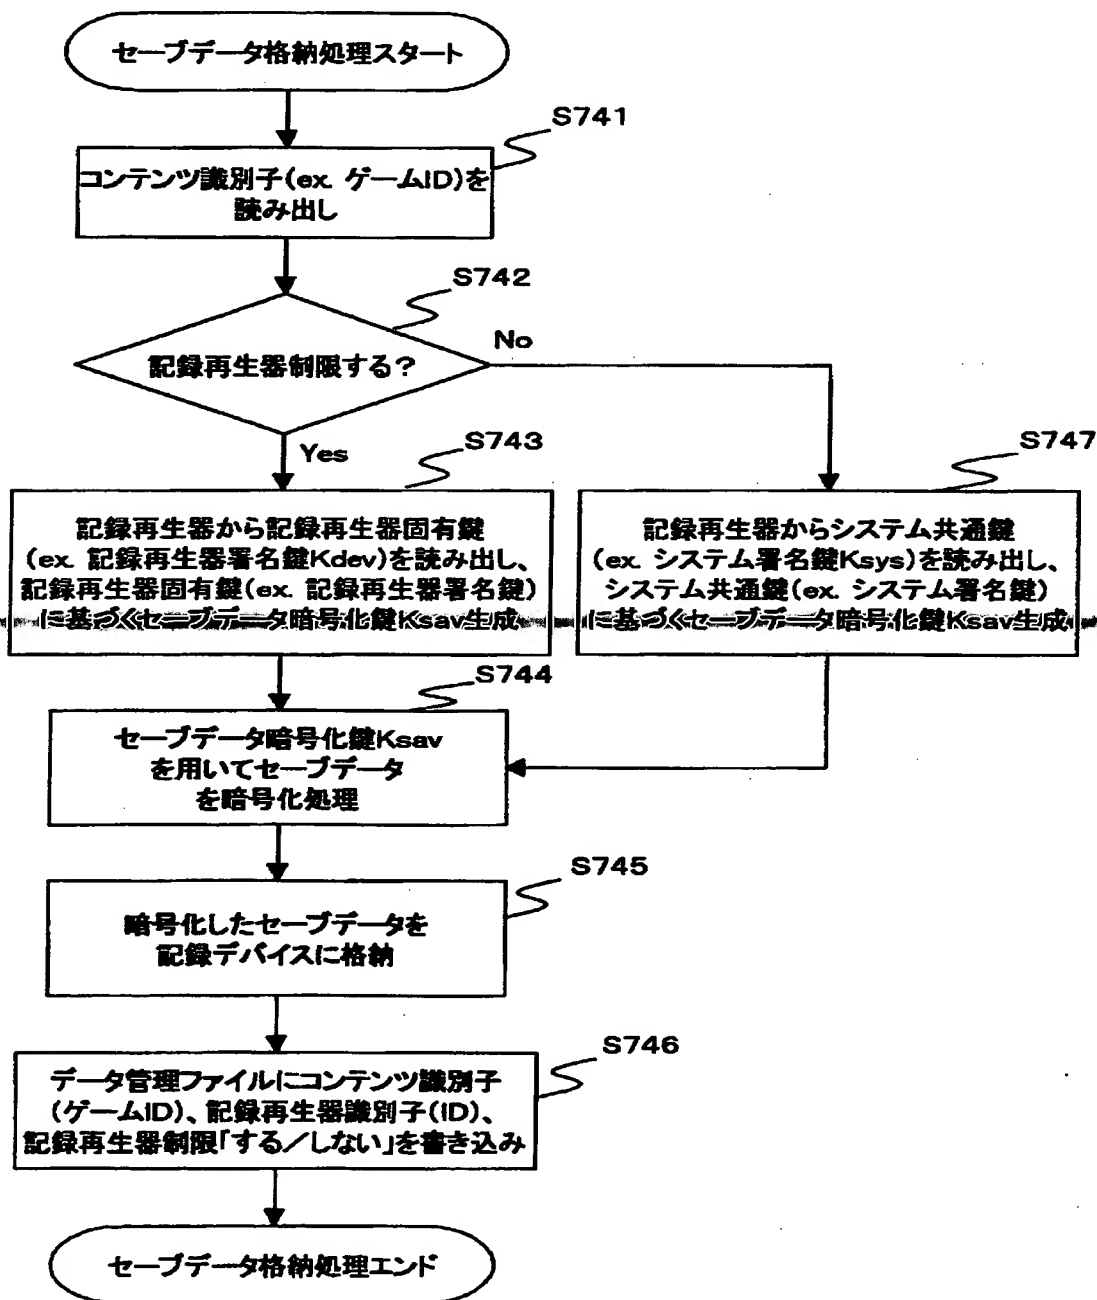 セーブデータ格納処理スタート
S741
コンテンツ識別子(ex. ゲームID)を
読み出し
S742
記録再生器制限する?
No
Yes
S743
記録再生器から記録再生器固有鍵
(ex. 記録再生器署名鍵Kdev)を読み出し、
記録再生器固有鍵(ex. 記録再生器署名鍵)
に基づくセーブデータ暗号化鍵Ksav生成
S747
記録再生器からシステム共通鍵
(ex. システム署名鍵Ksys)を読み出し、
システム共通鍵(ex. システム署名鍵)
に基づくセーブデータ暗号化鍵Ksav生成
S744
セーブデータ暗号化鍵Ksav
を用いてセーブデータ
を暗号化処理
S745
暗号化したセーブデータを
記録デバイスに格納
S746
データ管理ファイルにコンテンツ識別子
(ゲームID)、記録再生器識別子(ID)、
記録再生器制限「する/しない」を書き込み
セーブデータ格納処理エンド